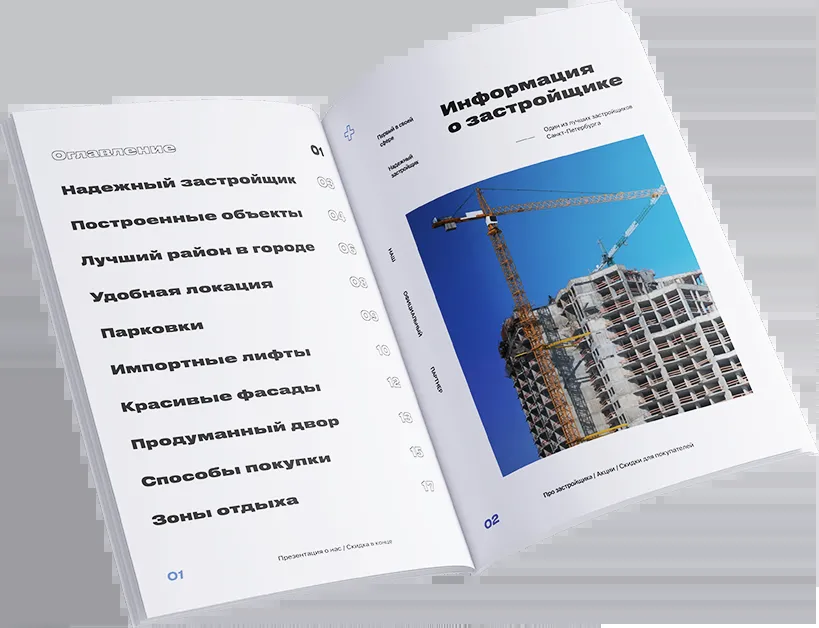 Оглавление 01
Надежный застройщик 03
Построенные объекты 04
Лучший район в городе 06
Удобная локация 08
Парковки 09
Импортные лифты 10
Красивые фасады 12
Продуманный двор 13
Способы покупки 15
Зоны отдыха 17
Презентация о нас / Скидка в конце
01
Первый в своей
сфере
Надежный
застройщик
НАШ
ОФИЦИАЛЬНЫЙ
ПАРТНЕР
Информация
о застройщике
Один из лучших застройщиков
Санкт-Петербурга
Про застройщика / Акции / Скидки для покупателей
02